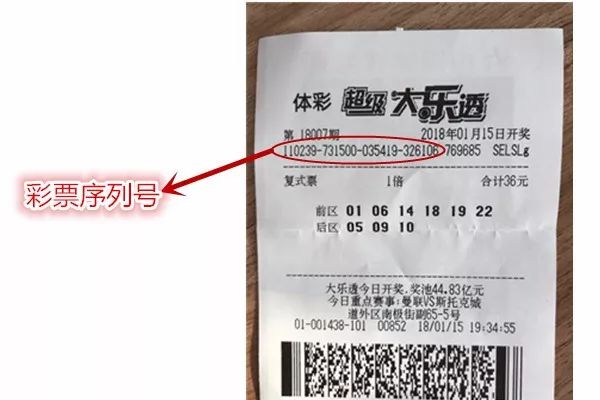 体彩 超级大乐透
第 18007期 2018年01月15日开奖
110239-731500-035419-326106 769685 SELSLg
彩票序列号
复式票 1倍 合计36元
前区 01 06 14 18 19 22
后区 05 09 10
大乐透今日开奖,奖池44.83亿元
今日重点赛事:曼联VS斯托克城
道外区南极街副65-5号
01-001438-101 00852 18/01/15 19:34:55